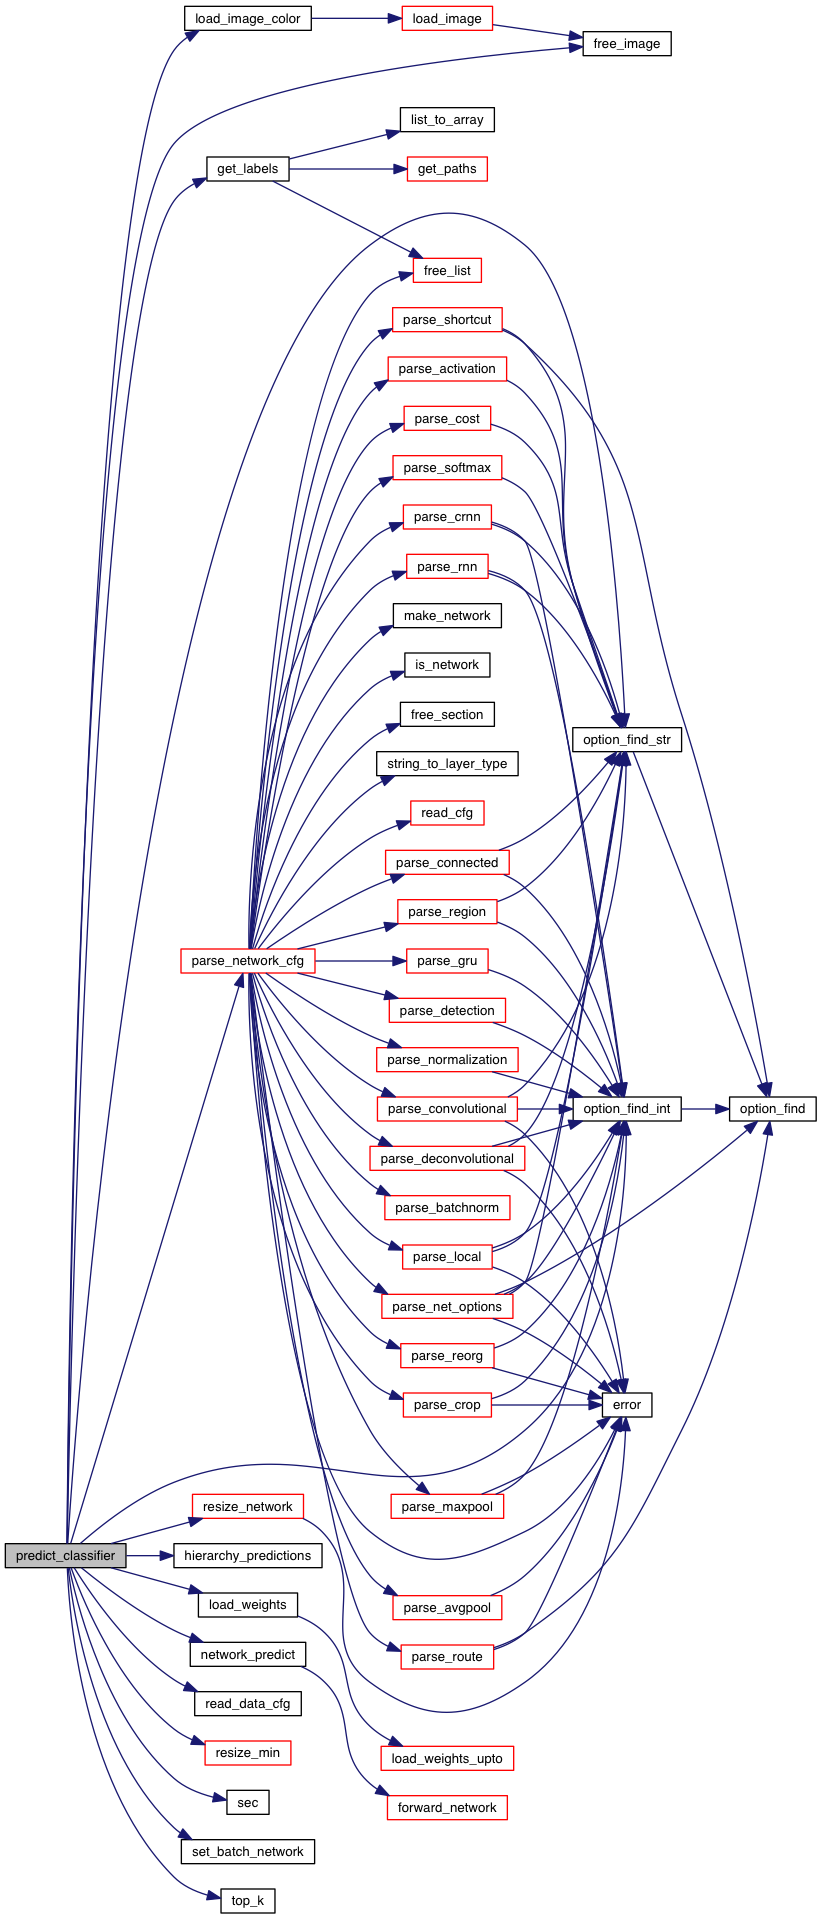 load_image_color
load_image
free_image
list_to_array
get_labels
get_paths
free_list
parse_shortcut
parse_activation
parse_cost
parse_softmax
parse_crnn
parse_rnn
make_network
is_network
free_section
option_find_str
string_to_layer_type
read_cfg
parse_connected
parse_region
parse_network_cfg
parse_gru
parse_detection
parse_normalization
parse_convolutional
option_find_int
option_find
parse_deconvolutional
parse_batchnorm
parse_local
parse_net_options
parse_reorg
parse_crop
error
resize_network
parse_maxpool
predict_classifier
hierarchy_predictions
load_weights
parse_avgpool
network_predict
parse_route
read_data_cfg
resize_min
load_weights_upto
sec
forward_network
set_batch_network
top_k